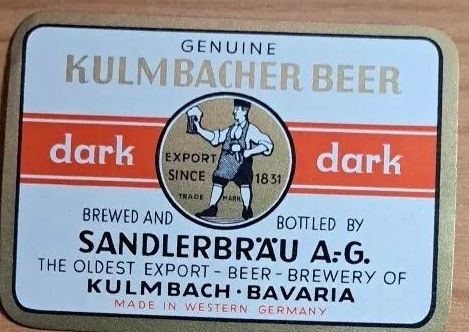 GENUINE
KULMBACHER BEER
dark
dark
EXPORT
SINCE 1831
TRADE MARK
BREWED AND BOTTLED BY
SANDLERBRÄU A.-G.
THE OLDEST EXPORT - BEER - BREWERY OF
KULMBACH · BAVARIA
MADE IN WESTERN GERMANY